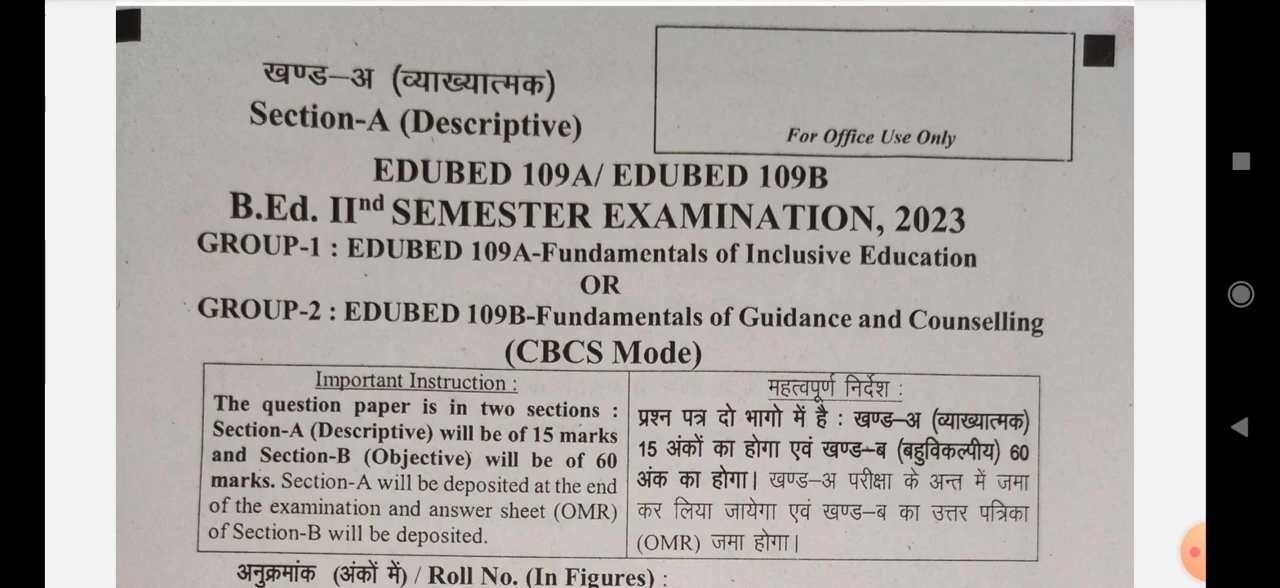 खण्ड–अ (व्याख्यात्मक)
Section-A (Descriptive)
For Office Use Only
EDUBED 109A/ EDUBED 109B
B.Ed. IInd SEMESTER EXAMINATION, 2023
GROUP-1 : EDUBED 109A-Fundamentals of Inclusive Education
OR
GROUP-2 : EDUBED 109B-Fundamentals of Guidance and Counselling
(CBCS Mode)
Important Instruction :
The question paper is in two sections :
Section-A (Descriptive) will be of 15 marks
and Section-B (Objective) will be of 60
marks. Section-A will be deposited at the end
of the examination and answer sheet (OMR)
of Section-B will be deposited.
महत्वपूर्ण निर्देश :
प्रश्न पत्र दो भागो में है : खण्ड–अ (व्याख्यात्मक)
15 अंकों का होगा एवं खण्ड–ब (बहुविकल्पीय) 60
अंक का होगा। खण्ड–अ परीक्षा के अन्त में जमा
कर लिया जायेगा एवं खण्ड–ब का उत्तर पत्रिका
(OMR) जमा होगा।
अनुक्रमांक (अंकों में) / Roll No. (In Figures) :